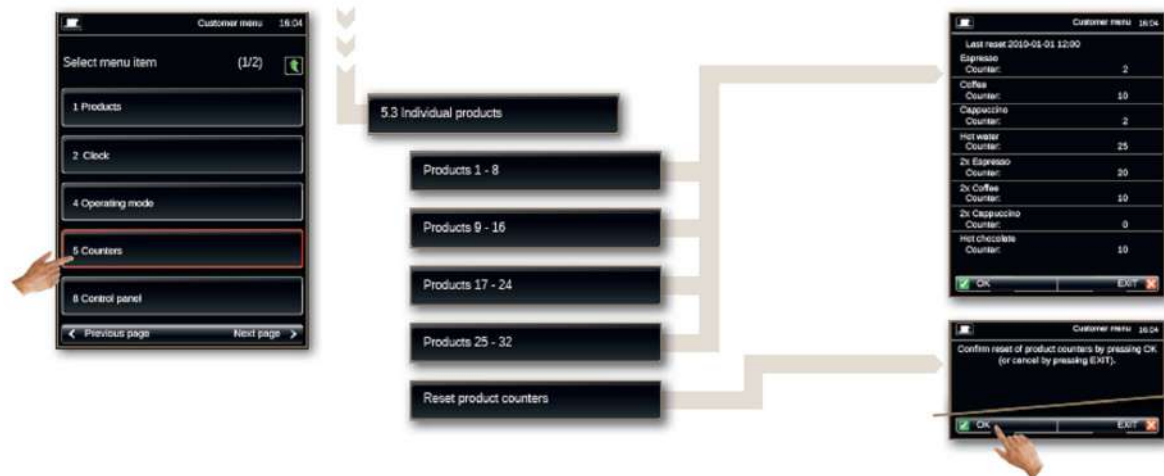 Customer menu 16:04
Select menu item (1/2)
1 Products
2 Clock
4 Operating mode
5 Counters
8 Control panel
Previous page Next page
5.3 Individual products
Products 1 - 8
Products 9 - 16
Products 17 - 24
Products 25 - 32
Reset product counters
Customer menu 16:04
Last reset 2010-01-01 12:00
Espresso
Counter: 2
Coffee
Counter: 10
Cappuccino
Counter: 2
Hot water
Counter: 25
2x Espresso
Counter: 20
2x Coffee
Counter: 10
2x Cappuccino
Counter: 0
Hot chocolate
Counter: 10
OK EXIT
Customer menu 16:04
Confirm reset of product counters by pressing OK
(or cancel by pressing EXIT).
OK EXIT